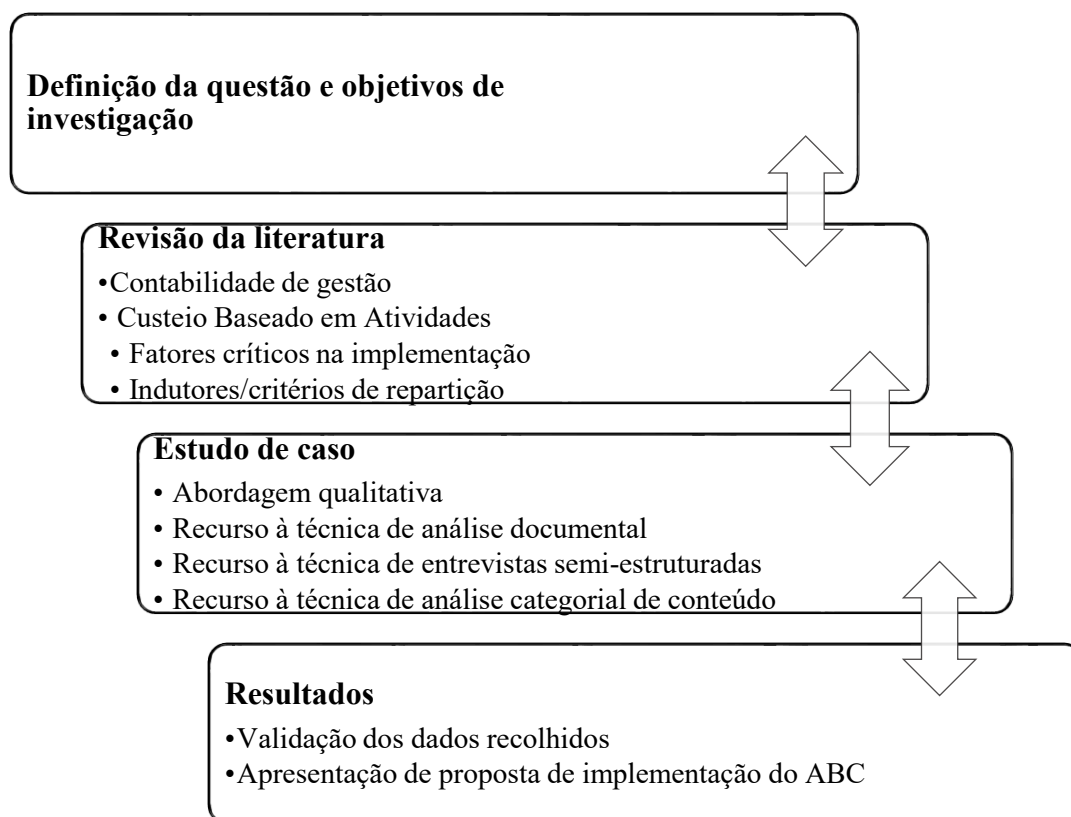 Definição da questão e objetivos de
investigação
Revisão da literatura
•Contabilidade de gestão
• Custeio Baseado em Atividades
• Fatores críticos na implementação
• Indutores/critérios de repartição
Estudo de caso
• Abordagem qualitativa
• Recurso à técnica de análise documental
• Recurso à técnica de entrevistas semi-estruturadas
• Recurso à técnica de análise categorial de conteúdo
Resultados
•Validação dos dados recolhidos
•Apresentação de proposta de implementação do ABC